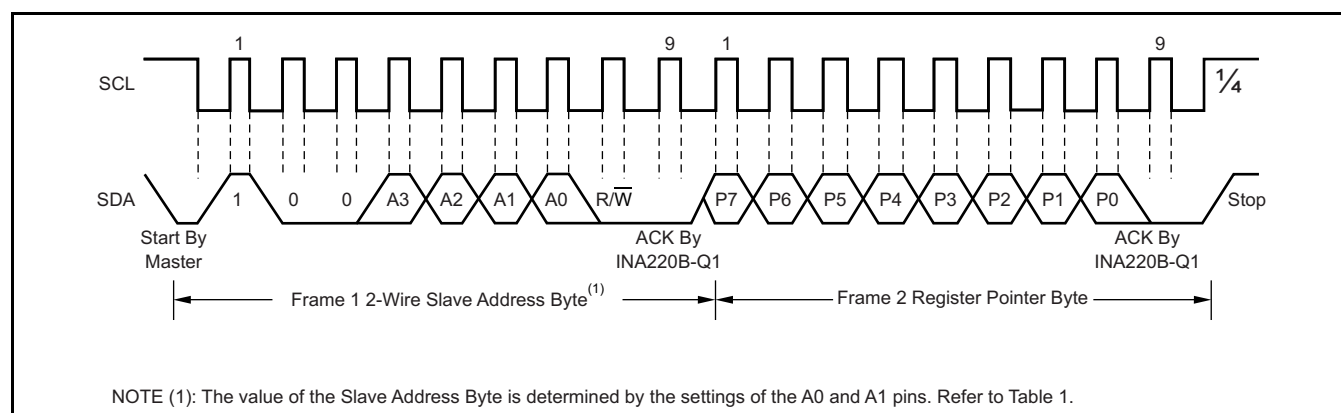 1 9 1 9
SCL ¼
SDA 1 0 0 A3 A2 A1 A0 R/W̅ P7 P6 P5 P4 P3 P2 P1 P0 Stop
Start By ACK By ACK By
Master INA220B-Q1 INA220B-Q1
Frame 1 2-Wire Slave Address Byte(1) Frame 2 Register Pointer Byte
NOTE (1): The value of the Slave Address Byte is determined by the settings of the A0 and A1 pins. Refer to Table 1.